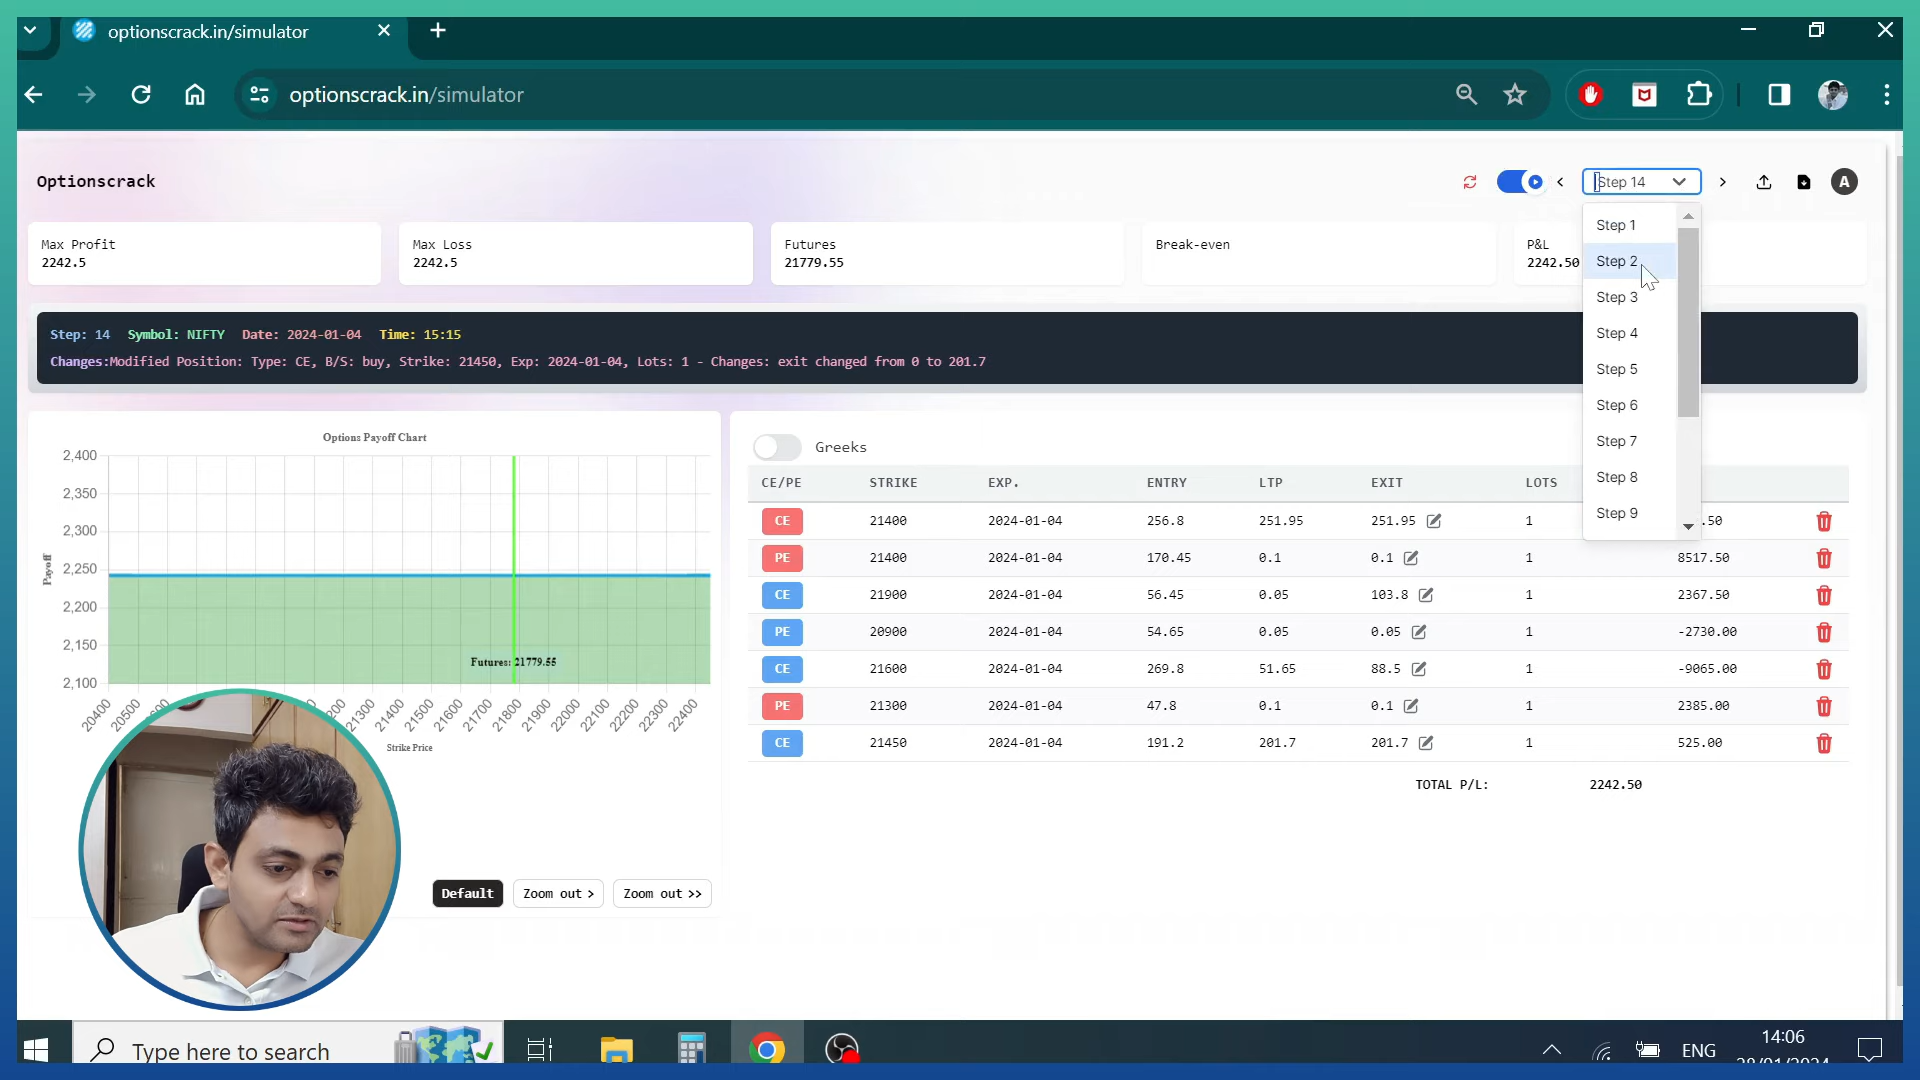 optionscrack.in/simulator
optionscrack.in/simulator
Optionscrack
Step 14
A
Max Profit
2242.5
Max Loss
2242.5
Futures
21779.55
Break-even
P&L
2242.50
Step 1
Step 2
Step 3
Step 4
Step 5
Step 6
Step 7
Step 8
Step 9
Step: 14 Symbol: NIFTY Date: 2024-01-04 Time: 15:15
Changes:Modified Position: Type: CE, B/S: buy, Strike: 21450, Exp: 2024-01-04, Lots: 1 - Changes: exit changed from 0 to 201.7
Options Payoff Chart
2,400
2,350
2,300
2,250
2,200
2,150
2,100
Payoff
Futures: 21779.55
20400 20500 21300 21400 21500 21600 21700 21800 21900 22000 22100 22200 22300 22400
Strike Price
Default Zoom out > Zoom out >>
Greeks
CE/PE STRIKE EXP. ENTRY LTP EXIT LOTS
CE 21400 2024-01-04 256.8 251.95 251.95 1 .50
PE 21400 2024-01-04 170.45 0.1 0.1 1 8517.50
CE 21900 2024-01-04 56.45 0.05 103.8 1 2367.50
PE 20900 2024-01-04 54.65 0.05 0.05 1 -2730.00
CE 21600 2024-01-04 269.8 51.65 88.5 1 -9065.00
PE 21300 2024-01-04 47.8 0.1 0.1 1 2385.00
CE 21450 2024-01-04 191.2 201.7 201.7 1 525.00
TOTAL P/L: 2242.50
Type here to search
ENG
14:06
28/01/2024